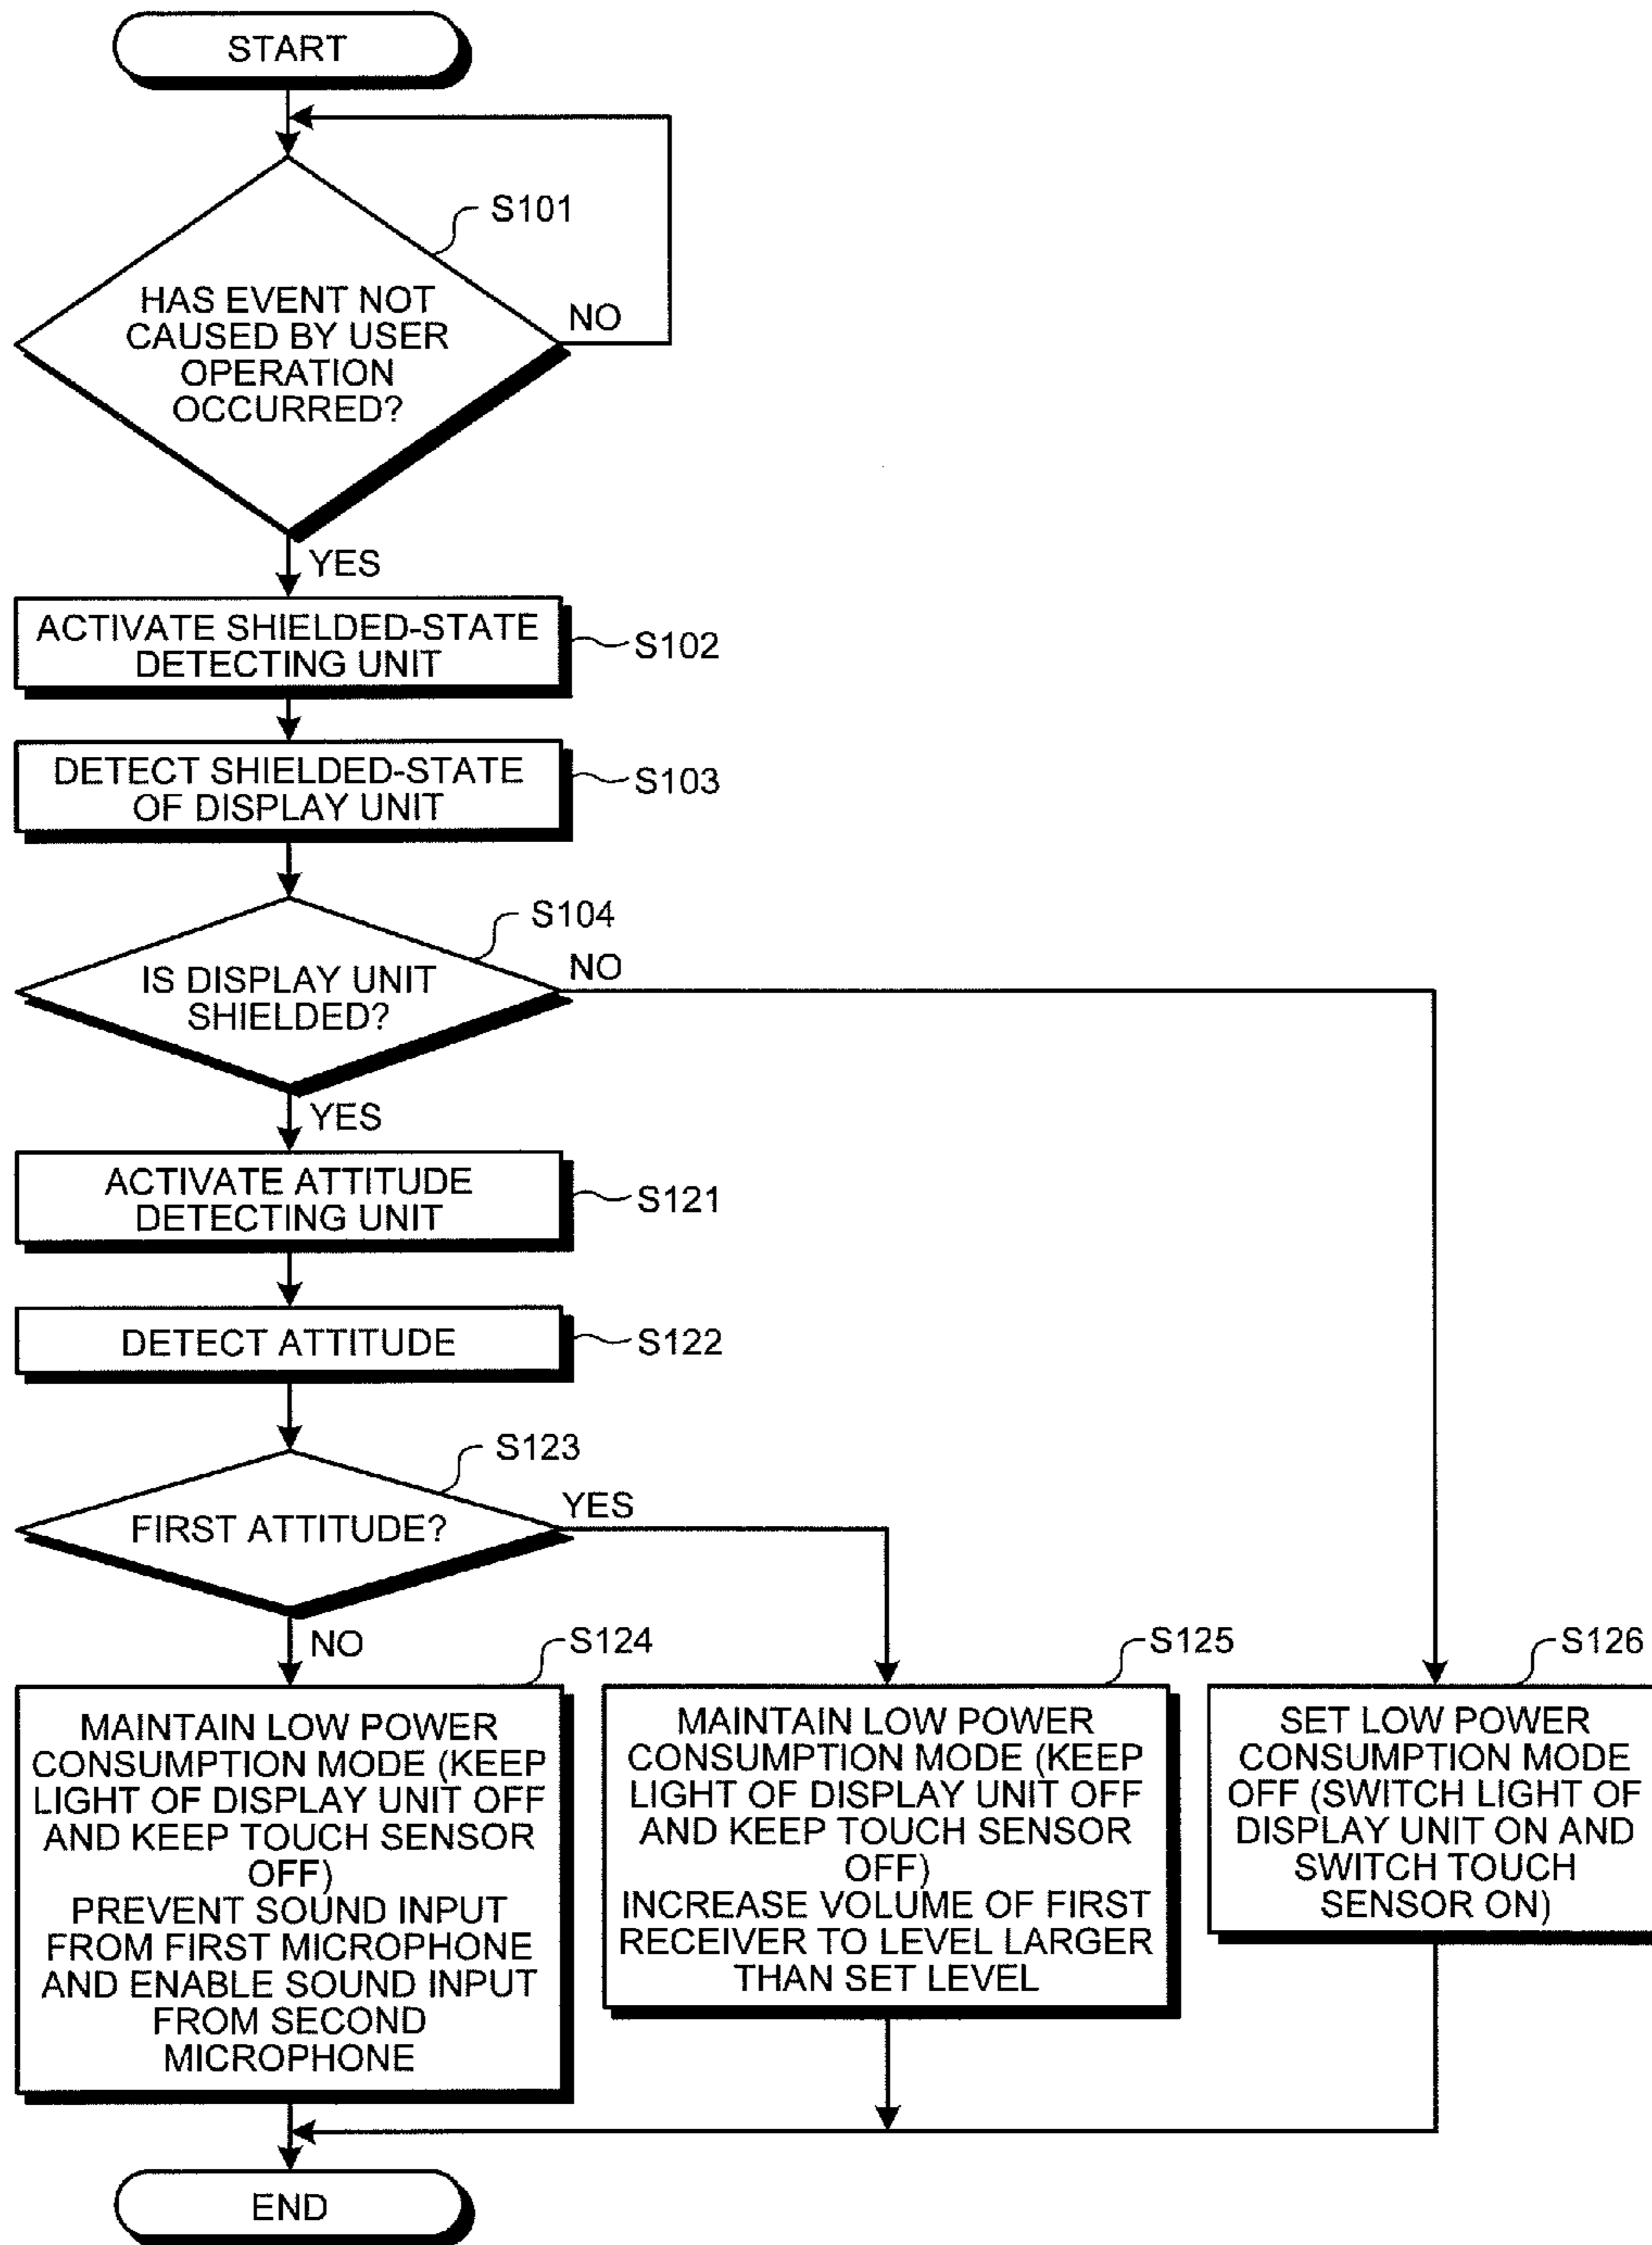 START
S101
HAS EVENT NOT
CAUSED BY USER
OPERATION
OCCURRED?
NO
YES
ACTIVATE SHIELDED-STATE
DETECTING UNIT
S102
DETECT SHIELDED-STATE
OF DISPLAY UNIT
S103
S104
IS DISPLAY UNIT
SHIELDED?
NO
YES
ACTIVATE ATTITUDE
DETECTING UNIT
S121
DETECT ATTITUDE
S122
S123
FIRST ATTITUDE?
YES
NO
S124
MAINTAIN LOW POWER
CONSUMPTION MODE (KEEP
LIGHT OF DISPLAY UNIT OFF
AND KEEP TOUCH SENSOR
OFF)
PREVENT SOUND INPUT
FROM FIRST MICROPHONE
AND ENABLE SOUND INPUT
FROM SECOND
MICROPHONE
S125
MAINTAIN LOW POWER
CONSUMPTION MODE (KEEP
LIGHT OF DISPLAY UNIT OFF
AND KEEP TOUCH SENSOR
OFF)
INCREASE VOLUME OF FIRST
RECEIVER TO LEVEL LARGER
THAN SET LEVEL
S126
SET LOW POWER
CONSUMPTION MODE
OFF (SWITCH LIGHT OF
DISPLAY UNIT ON AND
SWITCH TOUCH
SENSOR ON)
END